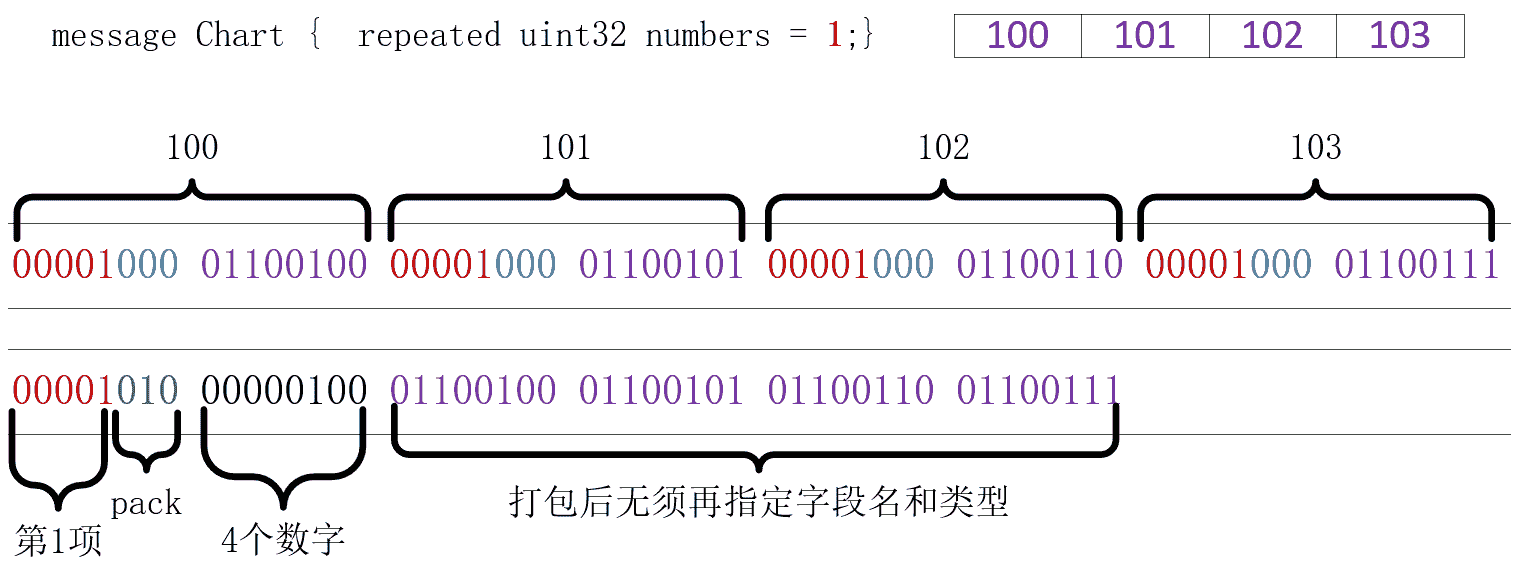 message Chart {  repeated uint32 numbers = 1;}
100 101 102 103
100 101 102 103
00001000 01100100 00001000 01100101 00001000 01100110 00001000 01100111
00001010 00000100 01100100 01100101 01100110 01100111
pack
打包后无须再指定字段名和类型
第1项
4个数字